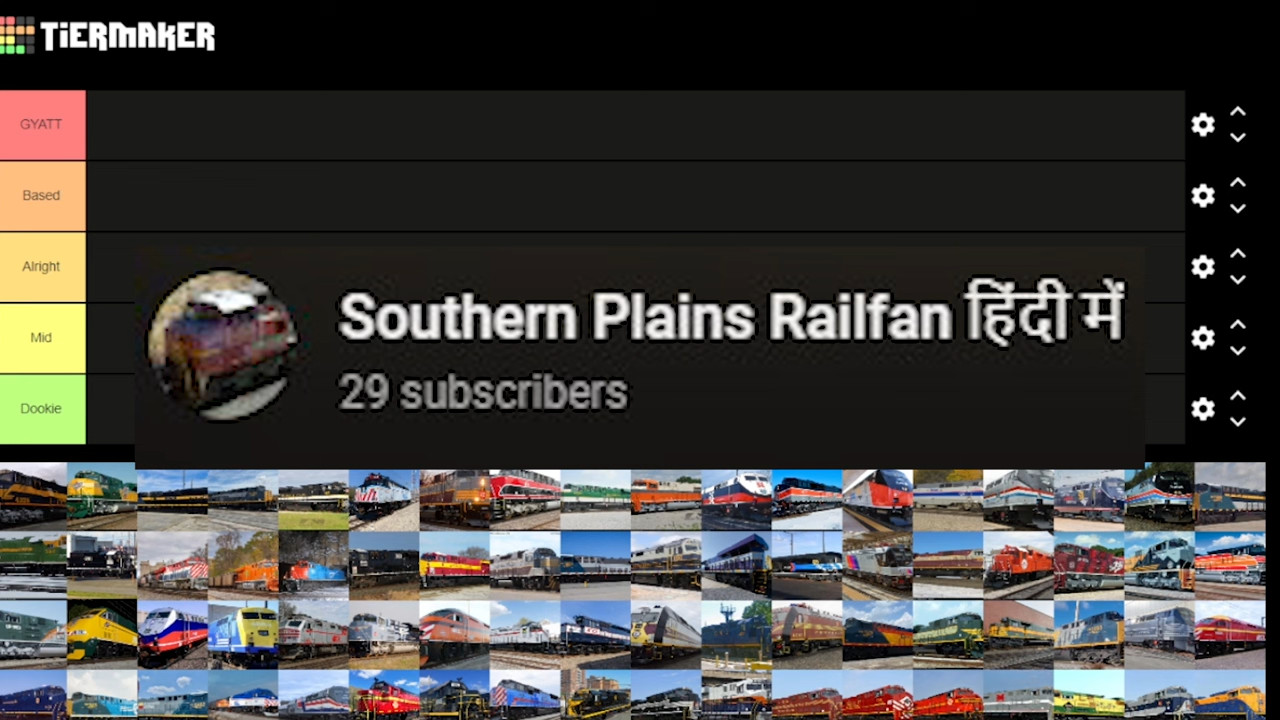 TiERMAKER
GYATT
Based
Alright
Mid
Dookie
Southern Plains Railfan हिंदी में
29 subscribers